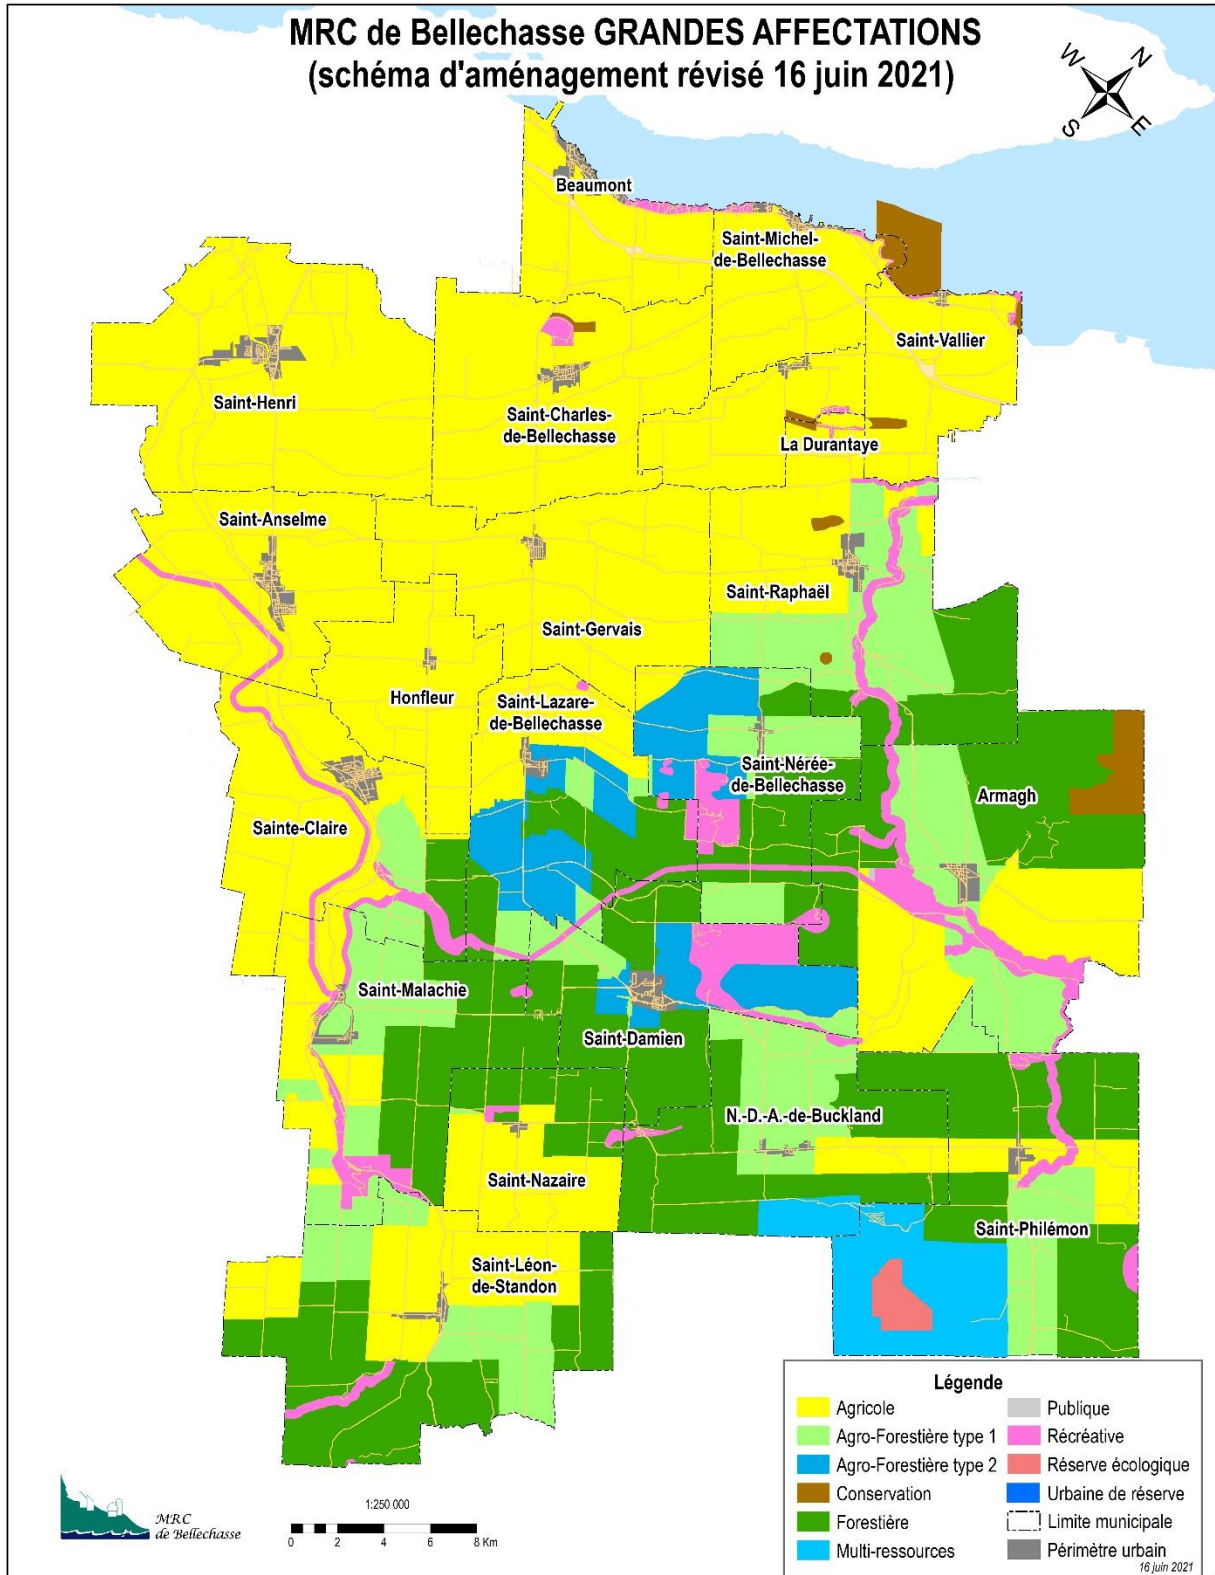 MRC de Bellechasse GRANDES AFFECTATIONS
(schéma d'aménagement révisé 16 juin 2021)
W
N
S
E
Beaumont
Saint-Michel-
de-Bellechasse
Saint-Vallier
Saint-Henri
Saint-Charles-
de-Bellechasse
La Durantaye
Saint-Anselme
Saint-Raphaël
Saint-Gervais
Honfleur
Saint-Lazare-
de-Bellechasse
Saint-Nérée-
de-Bellechasse
Armagh
Sainte-Claire
Saint-Malachie
Saint-Damien
N.-D.-A.-de-Buckland
Saint-Nazaire
Saint-Philémon
Saint-Léon-
de-Standon
Légende
Agricole
Agro-Forestière type 1
Agro-Forestière type 2
Conservation
Forestière
Multi-ressources
Publique
Récréative
Réserve écologique
Urbaine de réserve
Limite municipale
Périmètre urbain
16 juin 2021
MRC
de Bellechasse
1:250 000
0 2 4 6 8 Km